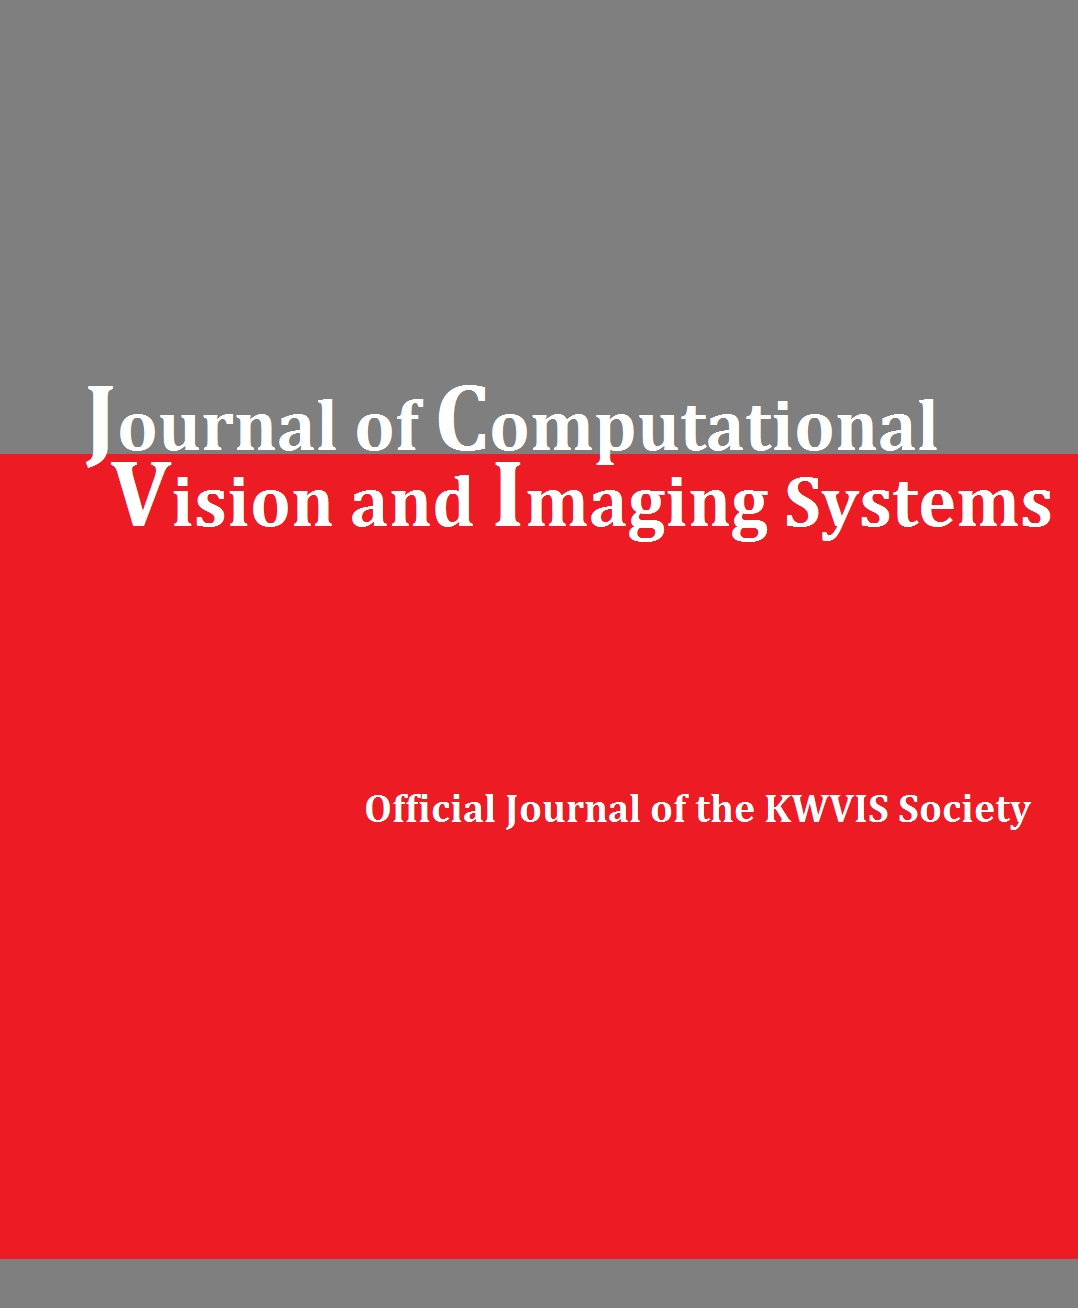 Journal of Computational
Vision and Imaging Systems
Official Journal of the KWVIS Society